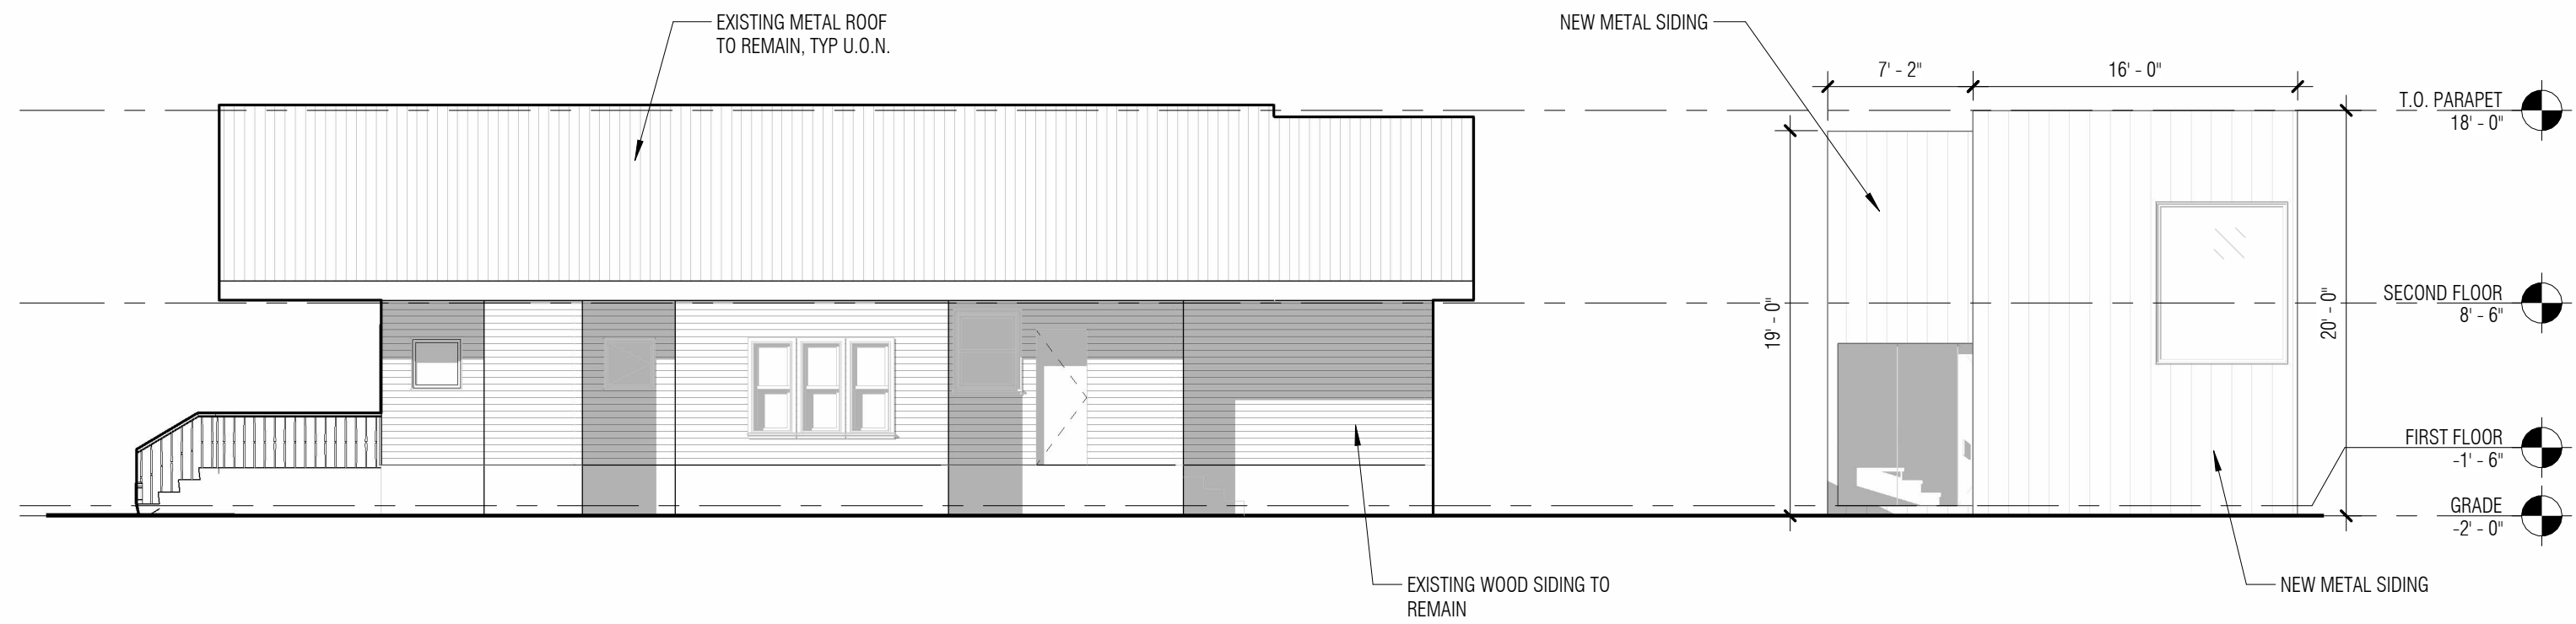 EXISTING METAL ROOF
TO REMAIN, TYP U.O.N.
NEW METAL SIDING
7' - 2"
16' - 0"
T.O. PARAPET
18' - 0"
SECOND FLOOR
8' - 6"
19' - 0"
20' - 0"
FIRST FLOOR
-1' - 6"
GRADE
-2' - 0"
EXISTING WOOD SIDING TO
REMAIN
NEW METAL SIDING